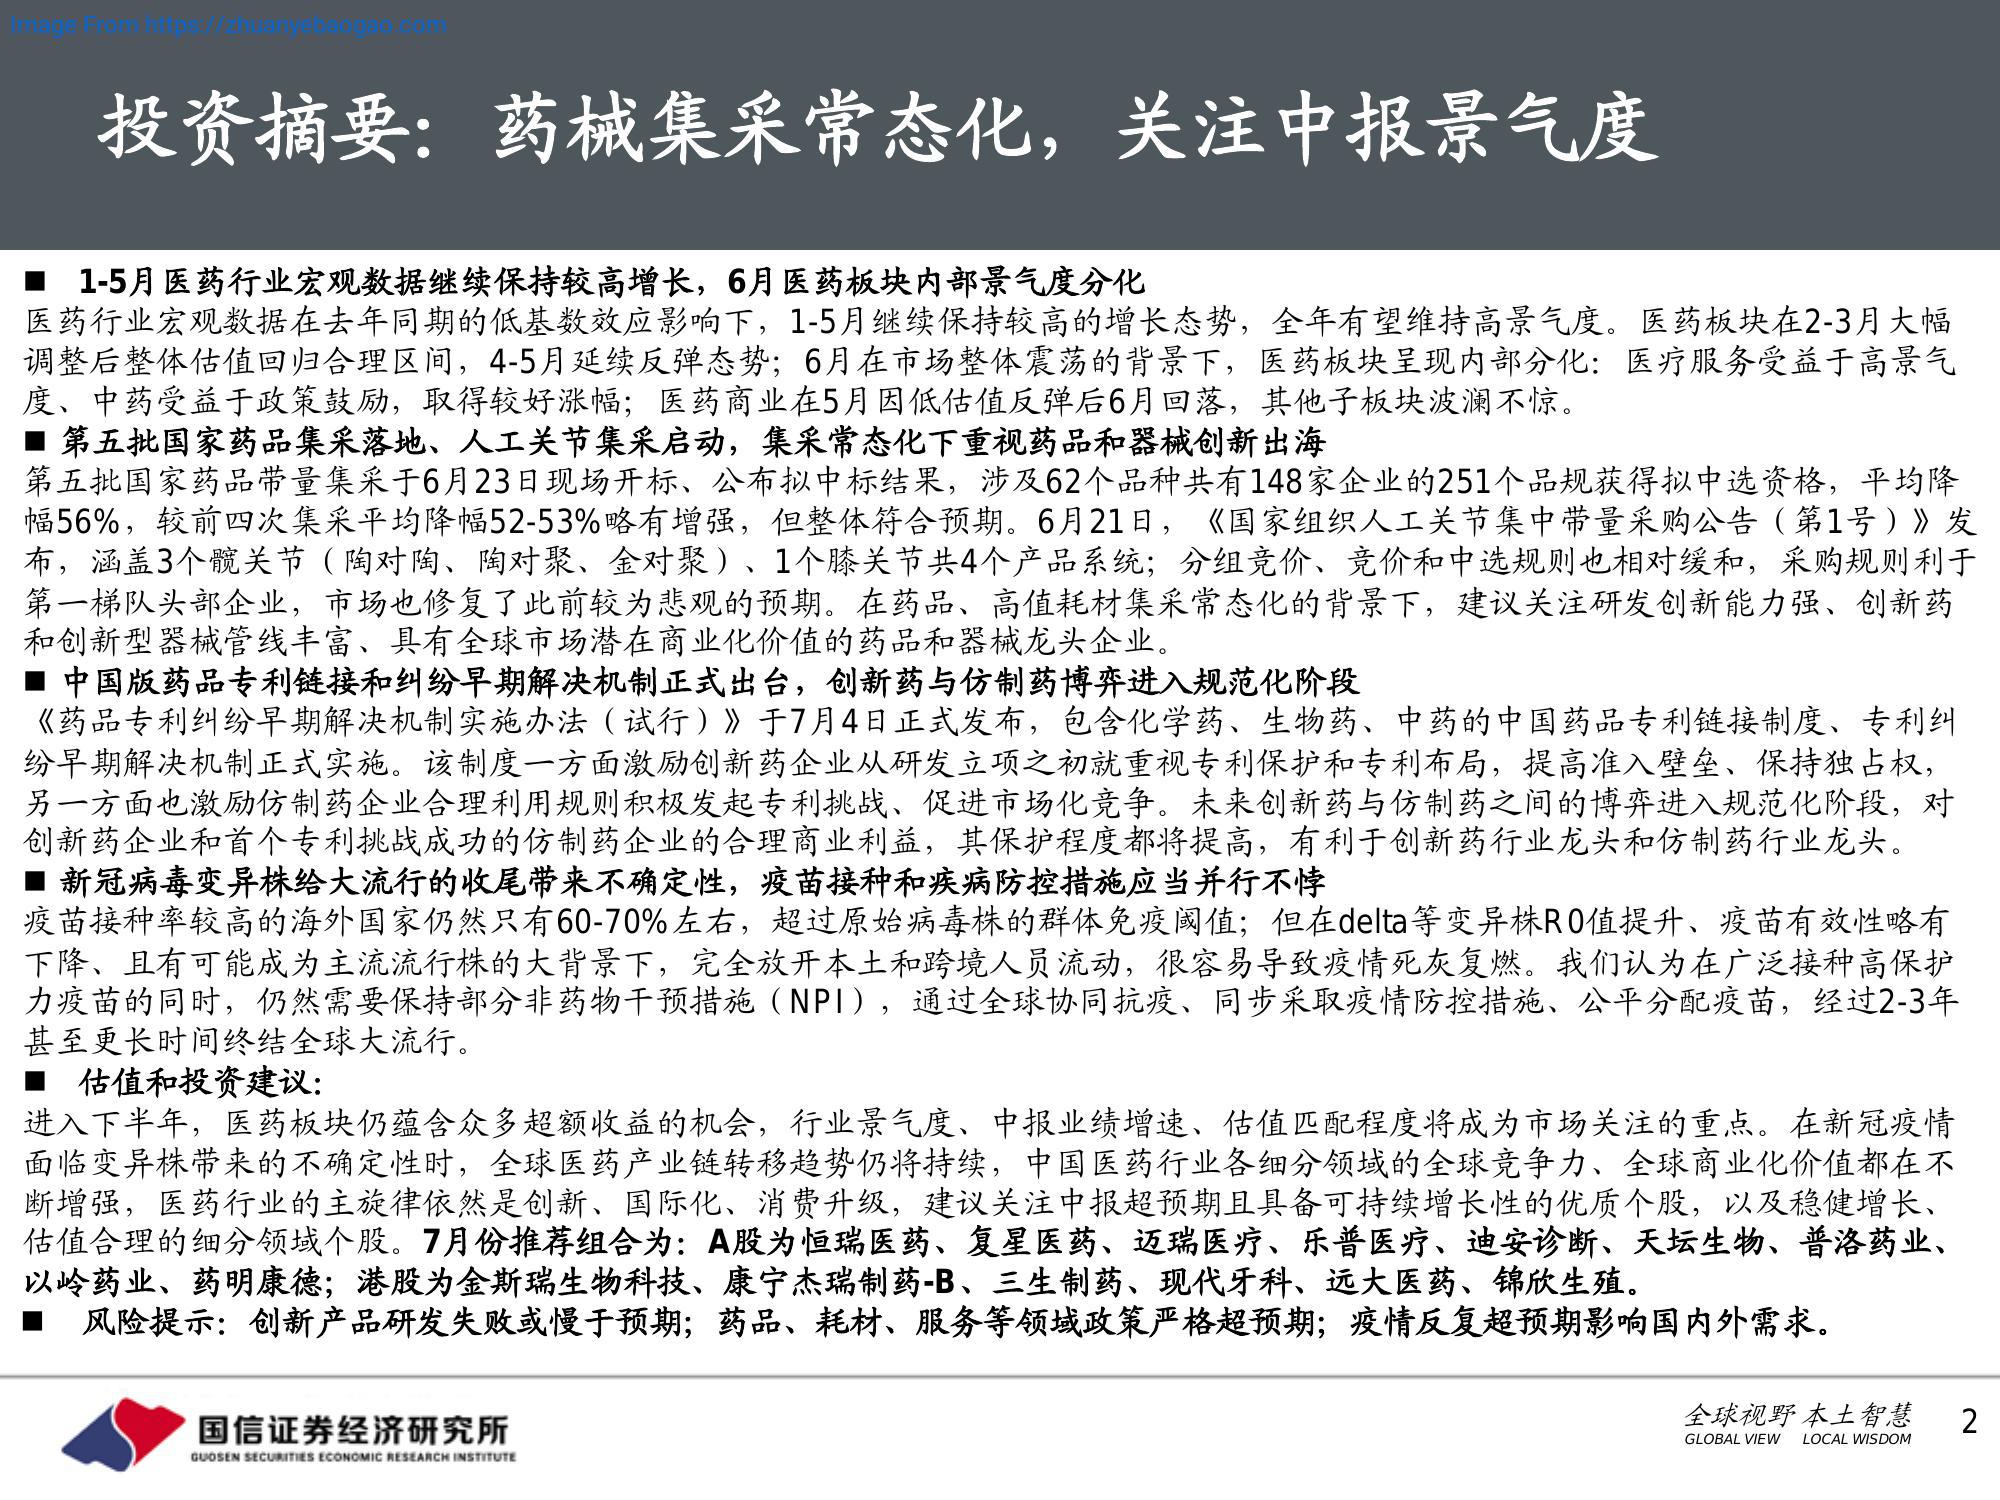 Image From https://zhuanyebaogao.com
投资摘要：药械集采常态化，关注中报景气度
■ 1-5月医药行业宏观数据继续保持较高增长，6月医药板块内部景气度分化
医药行业宏观数据在去年同期的低基数效应影响下，1-5月继续保持较高的增长态势，全年有望维持高景气度。医药板块在2-3月大幅
调整后整体估值回归合理区间，4-5月延续反弹态势；6月在市场整体震荡的背景下，医药板块呈现内部分化：医疗服务受益于高景气
度、中药受益于政策鼓励，取得较好涨幅；医药商业在5月因低估值反弹后6月回落，其他子板块波澜不惊。
■ 第五批国家药品集采落地、人工关节集采启动，集采常态化下重视药品和器械创新出海
第五批国家药品带量集采于6月23日现场开标、公布拟中标结果，涉及62个品种共有148家企业的251个品规获得拟中选资格，平均降
幅56%，较前四次集采平均降幅52-53%略有增强，但整体符合预期。6月21日，《国家组织人工关节集中带量采购公告（第1号）》发
布，涵盖3个髋关节（陶对陶、陶对聚、金对聚）、1个膝关节共4个产品系统；分组竞价、竞价和中选规则也相对缓和，采购规则利于
第一梯队头部企业，市场也修复了此前较为悲观的预期。在药品、高值耗材集采常态化的背景下，建议关注研发创新能力强、创新药
和创新型器械管线丰富、具有全球市场潜在商业化价值的药品和器械龙头企业。
■ 中国版药品专利链接和纠纷早期解决机制正式出台，创新药与仿制药博弈进入规范化阶段
《药品专利纠纷早期解决机制实施办法（试行）》于7月4日正式发布，包含化学药、生物药、中药的中国药品专利链接制度、专利纠
纷早期解决机制正式实施。该制度一方面激励创新药企业从研发立项之初就重视专利保护和专利布局，提高准入壁垒、保持独占权，
另一方面也激励仿制药企业合理利用规则积极发起专利挑战、促进市场化竞争。未来创新药与仿制药之间的博弈进入规范化阶段，对
创新药企业和首个专利挑战成功的仿制药企业的合理商业利益，其保护程度都将提高，有利于创新药行业龙头和仿制药行业龙头。
■ 新冠病毒变异株给大流行的收尾带来不确定性，疫苗接种和疾病防控措施应当并行不悖
疫苗接种率较高的海外国家仍然只有60-70%左右，超过原始病毒株的群体免疫阈值；但在delta等变异株R0值提升、疫苗有效性略有
下降、且有可能成为主流流行株的大背景下，完全放开本土和跨境人员流动，很容易导致疫情死灰复燃。我们认为在广泛接种高保护
力疫苗的同时，仍然需要保持部分非药物干预措施（NPI），通过全球协同抗疫、同步采取疫情防控措施、公平分配疫苗，经过2-3年
甚至更长时间终结全球大流行。
■ 估值和投资建议：
进入下半年，医药板块仍蕴含众多超额收益的机会，行业景气度、中报业绩增速、估值匹配程度将成为市场关注的重点。在新冠疫情
面临变异株带来的不确定性时，全球医药产业链转移趋势仍将持续，中国医药行业各细分领域的全球竞争力、全球商业化价值都在不
断增强，医药行业的主旋律依然是创新、国际化、消费升级，建议关注中报超预期且具备可持续增长性的优质个股，以及稳健增长、
估值合理的细分领域个股。7月份推荐组合为：A股为恒瑞医药、复星医药、迈瑞医疗、乐普医疗、迪安诊断、天坛生物、普洛药业、
以岭药业、药明康德；港股为金斯瑞生物科技、康宁杰瑞制药-B、三生制药、现代牙科、远大医药、锦欣生殖。
■ 风险提示：创新产品研发失败或慢于预期；药品、耗材、服务等领域政策严格超预期；疫情反复超预期影响国内外需求。
国信证券经济研究所
GUOSEN SECURITIES ECONOMIC RESEARCH INSTITUTE
全球视野 本土智慧
GLOBAL VIEW LOCAL WISDOM
2